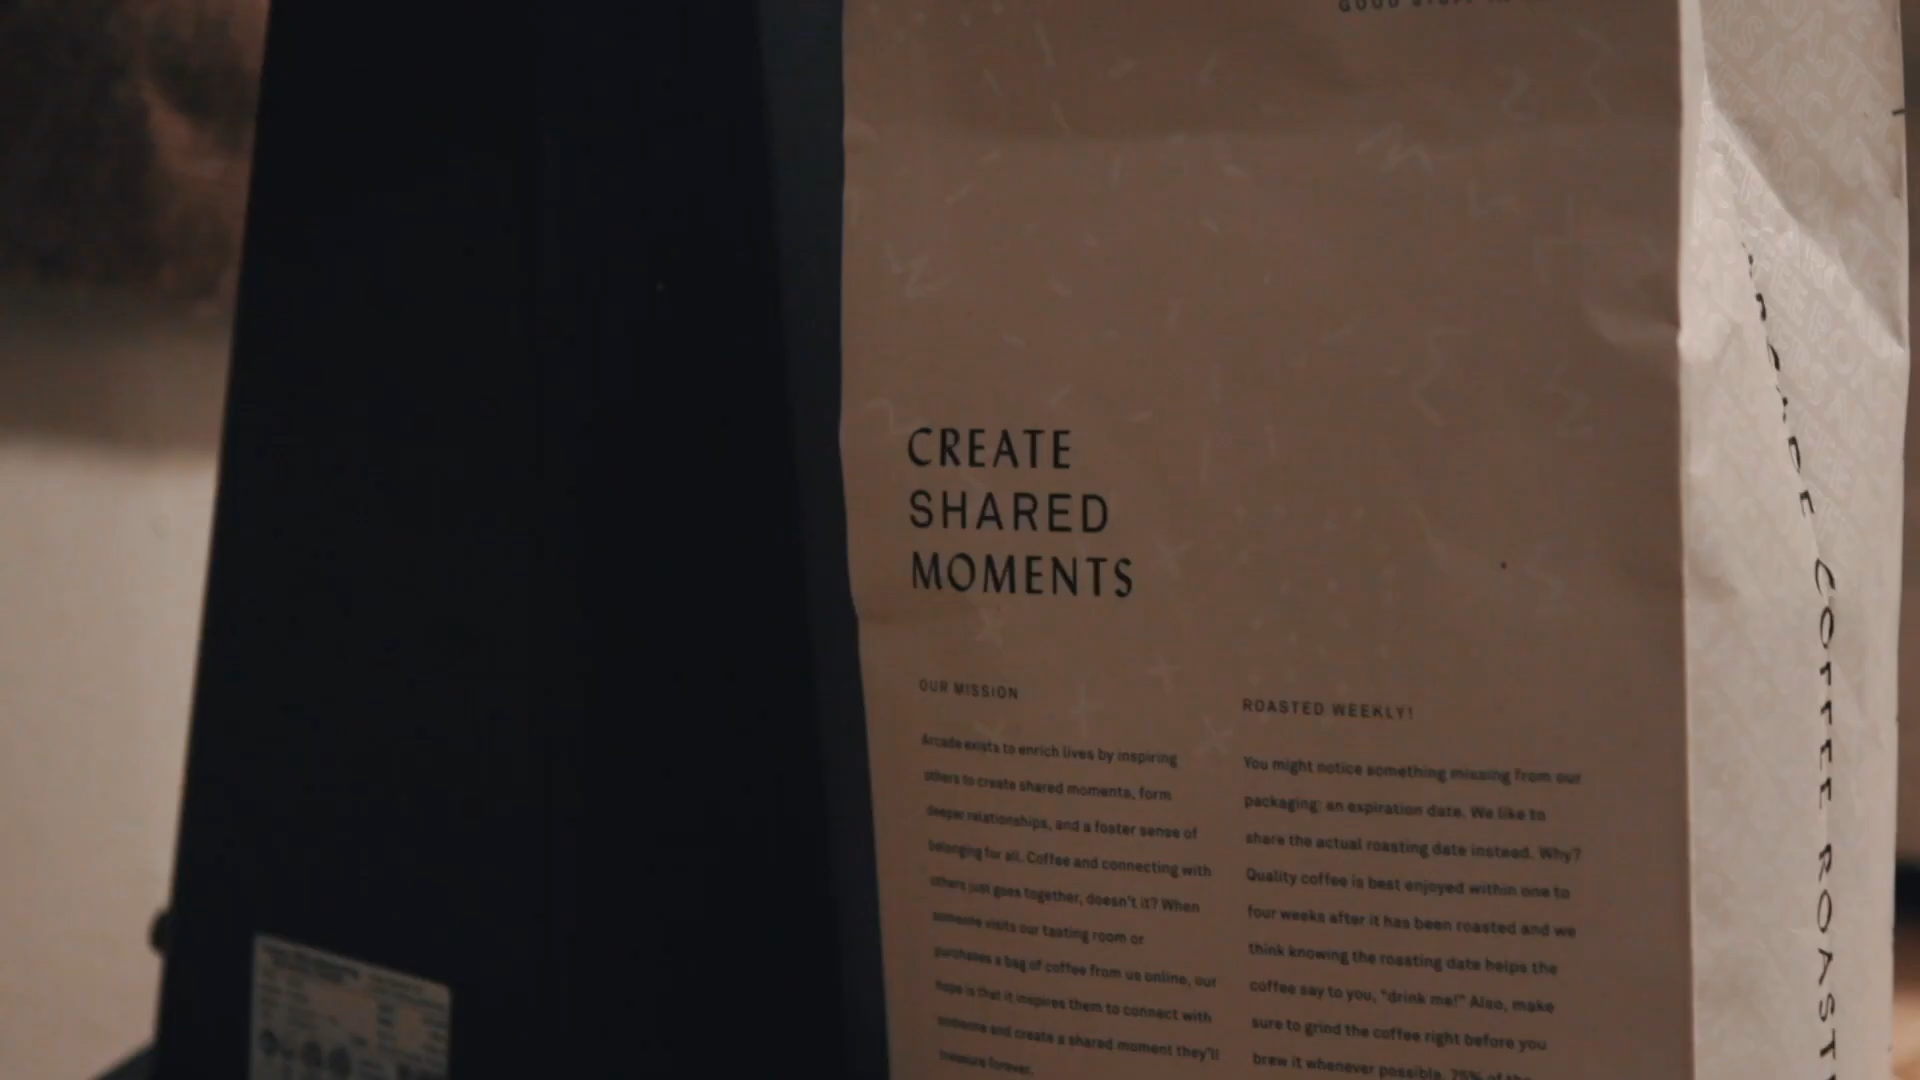 GOOD STUFF
CREATE
SHARED
MOMENTS
OUR MISSION
Arcade exists to enrich lives by inspiring
others to create shared moments, form
deeper relationships, and a foster sense of
belonging for all. Coffee and connecting with
others just goes together, doesn't it? When
someone visits our tasting room or
purchases a bag of coffee from us online, our
hope is that it inspires them to connect with
someone and create a shared moment they'll
treasure forever.
ROASTED WEEKLY!
You might notice something missing from our
packaging: an expiration date. We like to
share the actual roasting date instead. Why?
Quality coffee is best enjoyed within one to
four weeks after it has been roasted and we
think knowing the roasting date helps the
coffee say to you, "drink me!" Also, make
sure to grind the coffee right before you
brew it whenever possible. 75% of the
ARCADE COFFEE ROAST